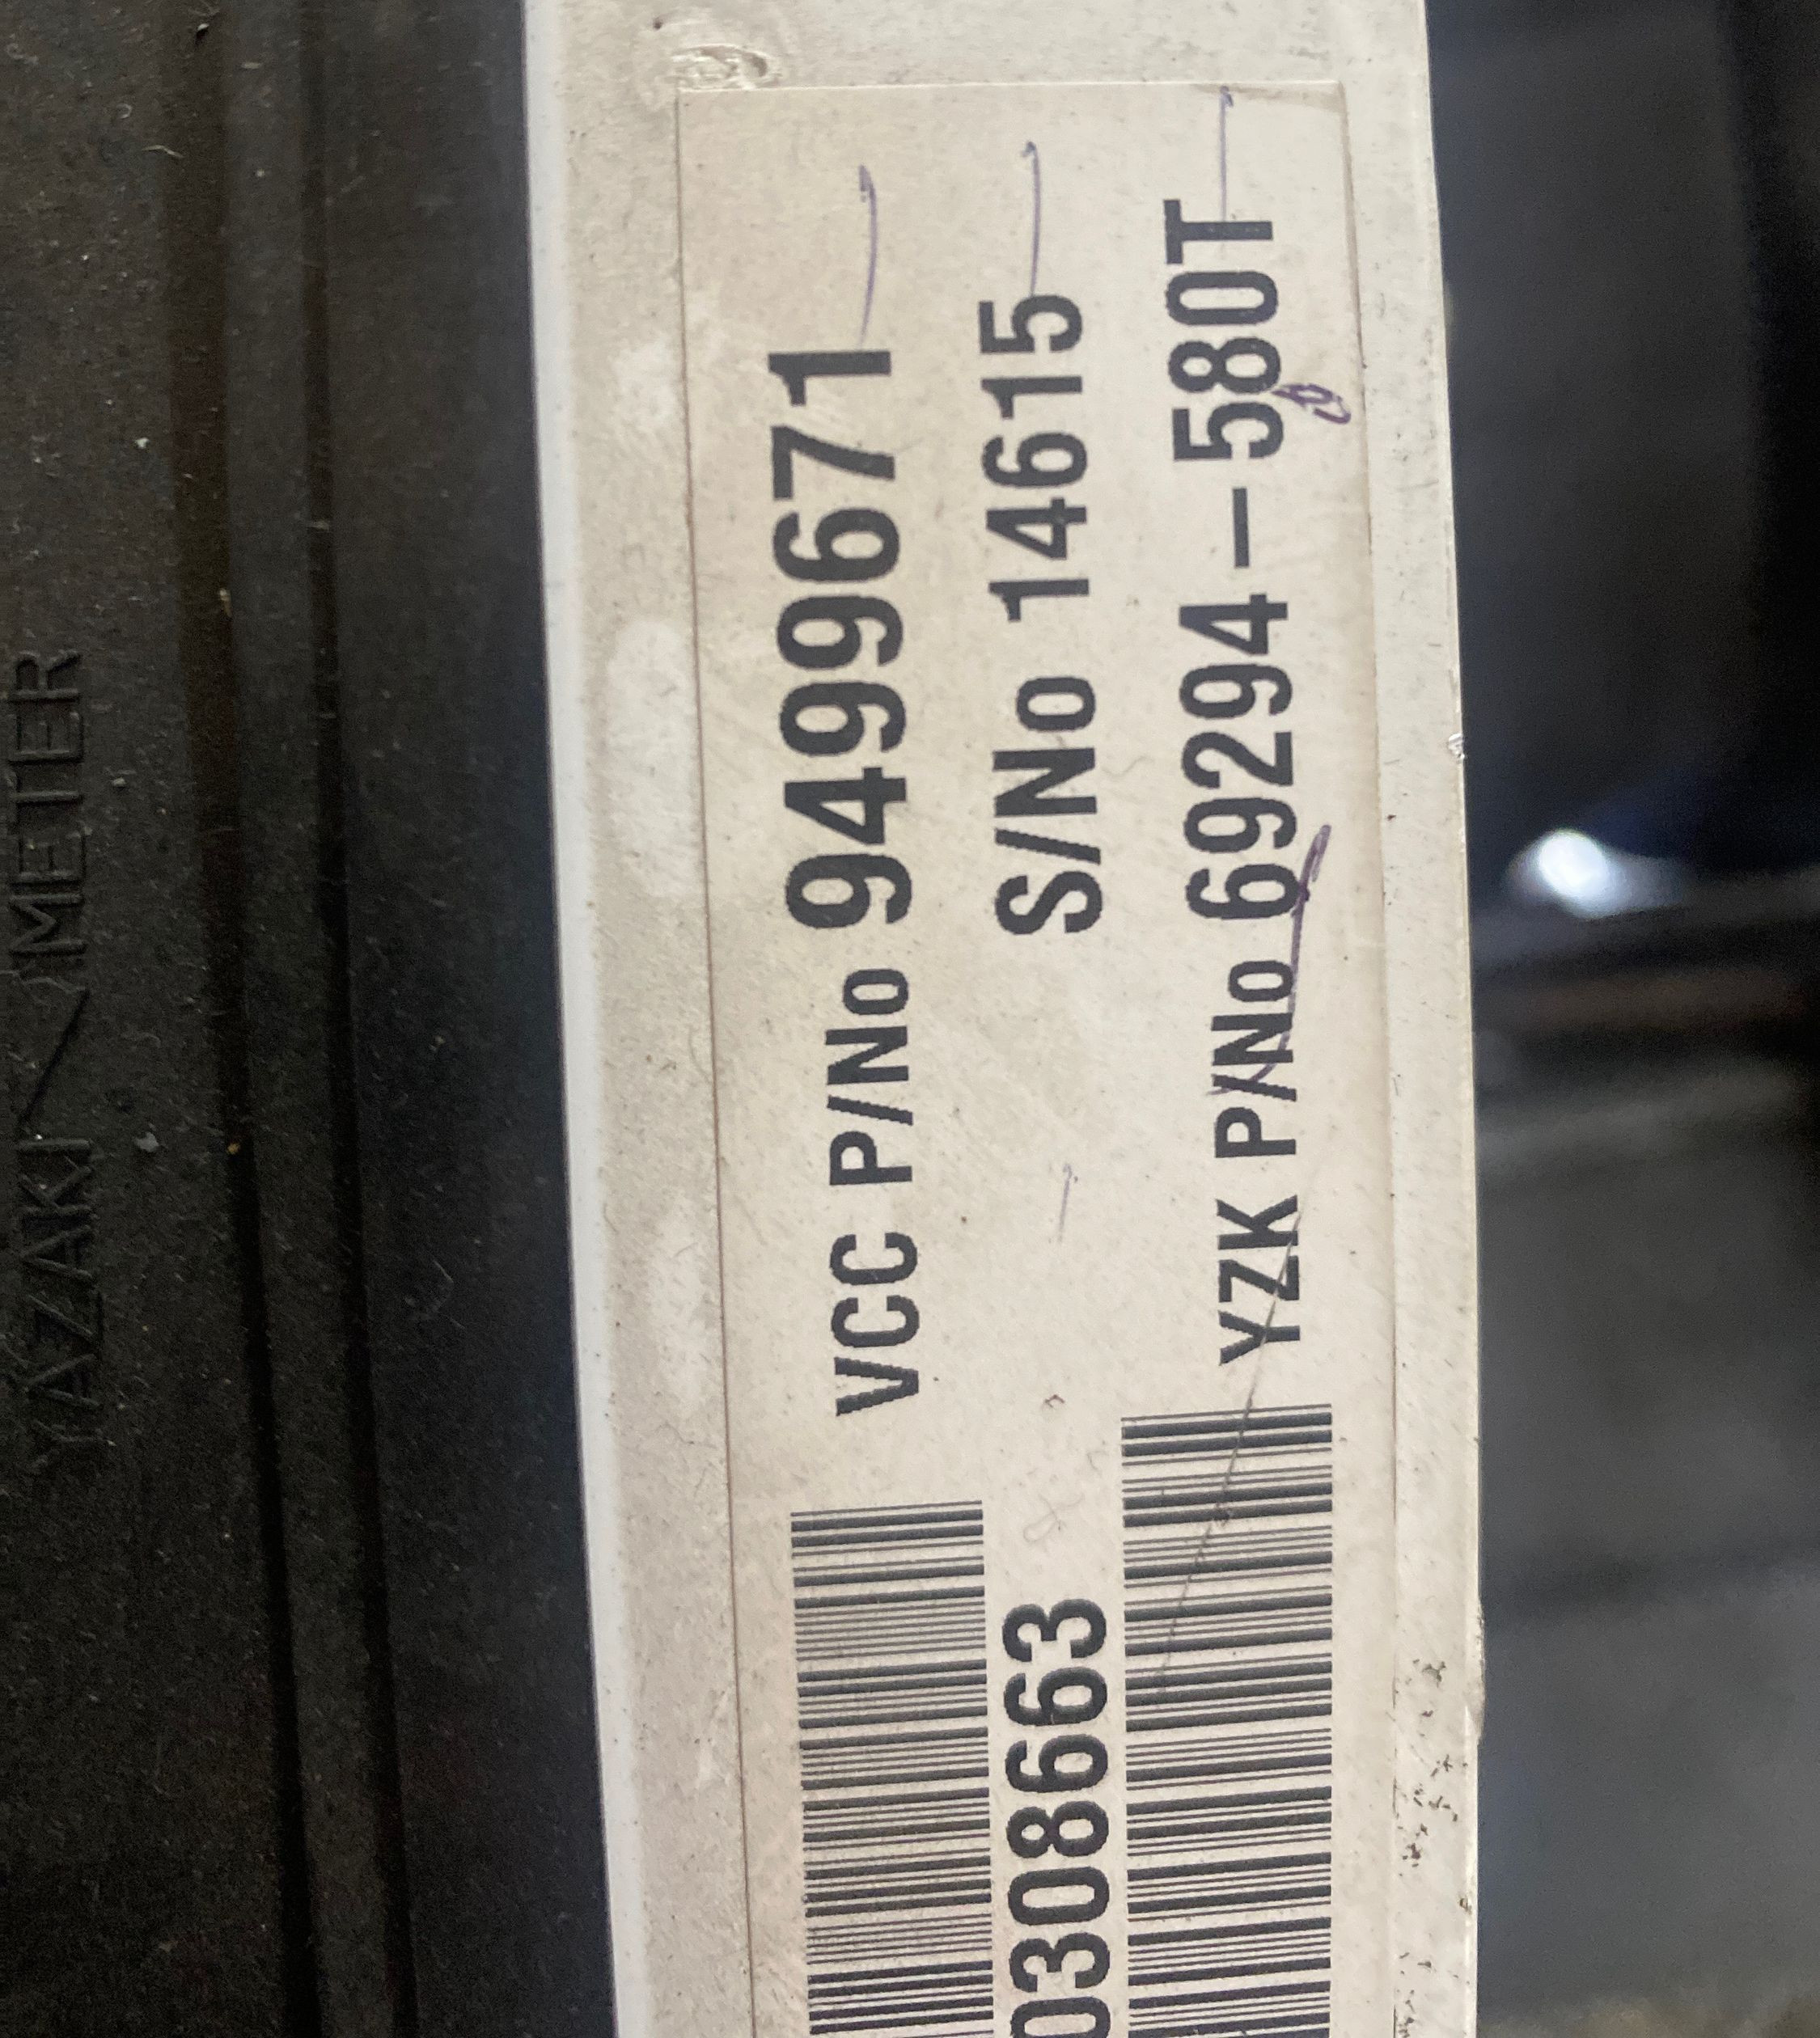 YAZAKI METER
VCC P/No 9499671
S/No 14615
0308663
YZK P/No 69294-580T